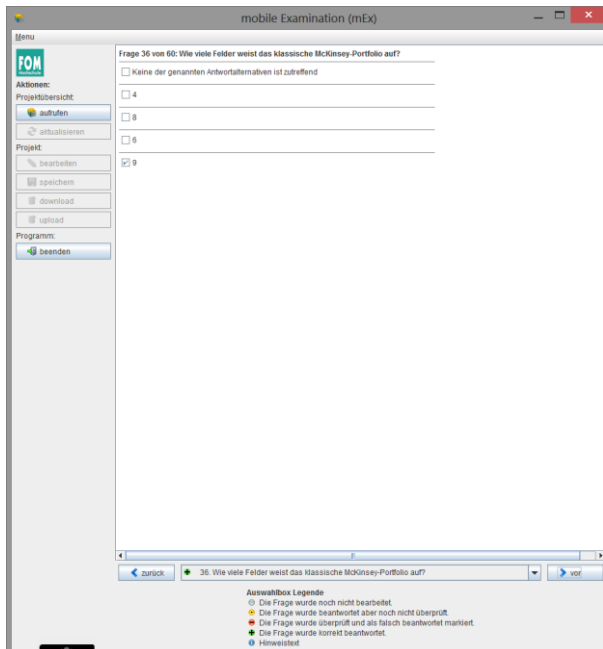 mobile Examination (mEx)
Menu
FOM
Hochschule
Aktionen:
Projektübersicht:
aufrufen
aktualisieren
Projekt:
bearbeiten
speichern
download
upload
Programm:
beenden
Frage 36 von 60: Wie viele Felder weist das klassische McKinsey-Portfolio auf?
Keine der genannten Antwortalternativen ist zutreffend
4
8
6
9
zurück
36. Wie viele Felder weist das klassische McKinsey-Portfolio auf?
vor
Auswahlbox Legende
Die Frage wurde noch nicht bearbeitet.
Die Frage wurde beantwortet aber noch nicht überprüft.
Die Frage wurde überprüft und als falsch beantwortet markiert.
Die Frage wurde korrekt beantwortet.
Hinweistext